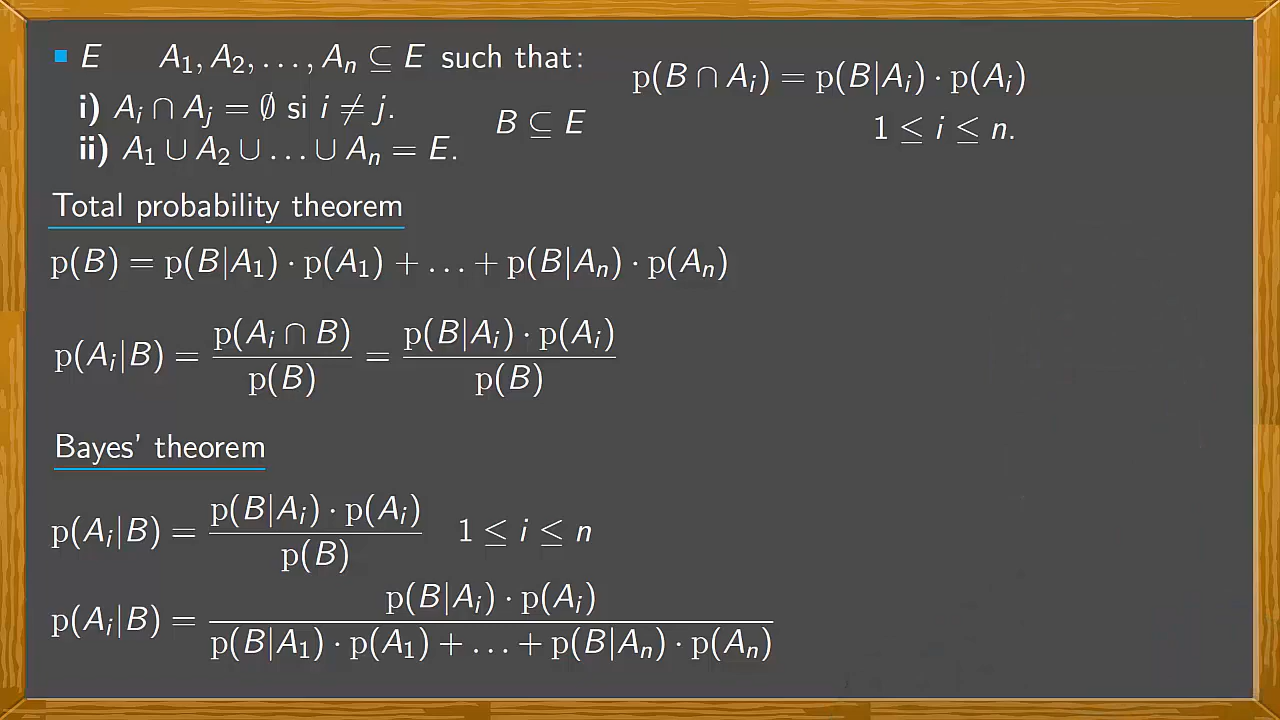 E A₁, A₂, …, Aₙ ⊆ E such that:
p(B ∩ Aᵢ) = p(B|Aᵢ) · p(Aᵢ)
i) Aᵢ ∩ Aⱼ = ∅ si i ≠ j.
B ⊆ E
1 ≤ i ≤ n.
ii) A₁ ∪ A₂ ∪ … ∪ Aₙ = E.
Total probability theorem
p(B) = p(B|A₁) · p(A₁) + … + p(B|Aₙ) · p(Aₙ)
p(Aᵢ|B) = p(Aᵢ ∩ B) / p(B) = p(B|Aᵢ) · p(Aᵢ) / p(B)
Bayes' theorem
p(Aᵢ|B) = p(B|Aᵢ) · p(Aᵢ) / p(B) 1 ≤ i ≤ n
p(Aᵢ|B) = p(B|Aᵢ) · p(Aᵢ) / p(B|A₁) · p(A₁) + … + p(B|Aₙ) · p(Aₙ)